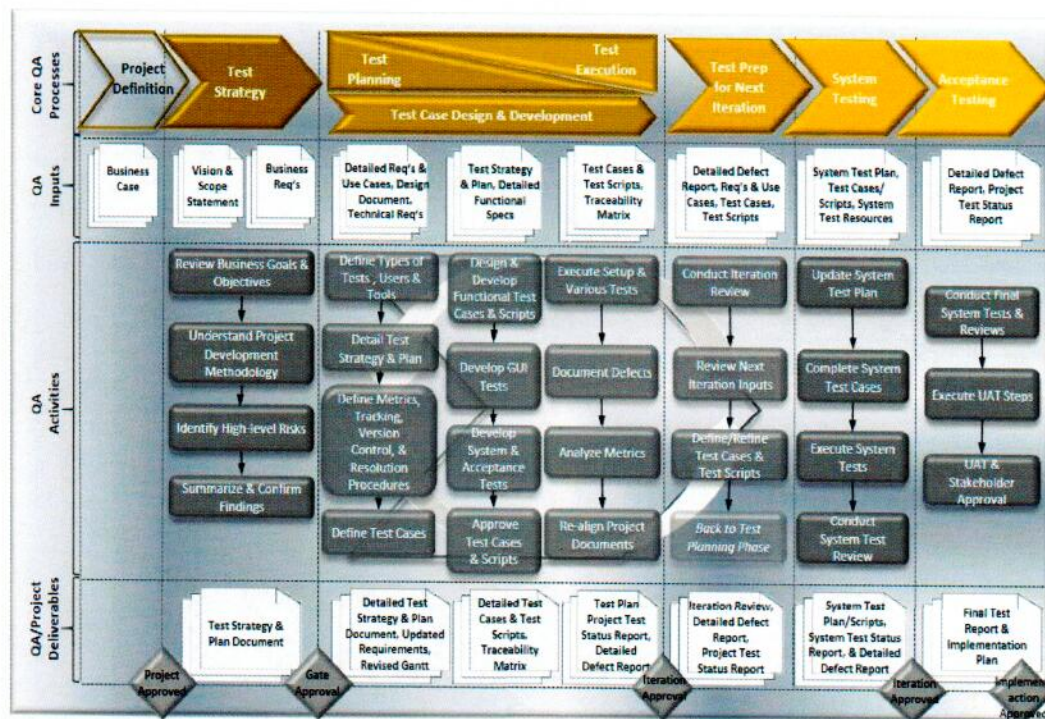 Core QA
Processes
Project
Definition
Test
Strategy
Test
Planning
Test
Execution
Test Case Design & Development
Test Prep
for Next
Iteration
System
Testing
Acceptance
Testing
QA
Inputs
Business
Case
Vision &
Scope
Statement
Business
Req's
Detailed Req's &
Use Cases, Design
Document,
Technical Req's
Test Strategy
& Plan, Detailed
Functional
Specs
Test Cases
& Test Scripts,
Traceability
Matrix
Detailed Defect
Report, Req's & Use
Cases, Test Cases,
Test Scripts
System Test Plan,
Test Cases/
Scripts, System
Test Resources
Detailed Defect
Report, Project
Test Status
Report
QA
Activities
Review Business Goals &
Objectives
Understand Project
Development
Methodology
Identify High-level Risks
Summarize & Confirm
Findings
Define Types of
Tests, Users &
Tools
Detail Test
Strategy & Plan
Define Metrics,
Tracking,
Version
Control, &
Resolution
Procedures
Define Test Cases
Design &
Develop
Functional Test
Cases & Scripts
Develop GUI
Tests
Develop
System &
Acceptance
Tests
Approve
Test Cases
& Scripts
Execute Setup &
Various Tests
Document Defects
Analyze Metrics
Re-align Project
Documents
Conduct Iteration
Review
Review Next
Iteration Inputs
Define/Refine
Test Cases &
Test Scripts
Back to Test
Planning Phase
Update System
Test Plan
Complete System
Test Cases
Execute System
Tests
Conduct
System Test
Review
Conduct Final
System Tests &
Reviews
Execute UAT Steps
UAT &
Stakeholder
Approval
QA/Project
Deliverables
Test Strategy &
Plan Document
Detailed Test
Strategy & Plan
Document, Updated
Requirements,
Revised Gantt
Detailed Test
Cases & Test
Scripts,
Traceability
Matrix
Test Plan
Project Test
Status Report,
Detailed
Defect Report
Iteration Review,
Detailed Defect
Report,
Project Test
Status Report
System Test
Plan/Scripts,
System Test Status
Report, & Detailed
Defect Report
Final Test
Report &
Implementation
Plan
Project
Approved
Gate
Approval
Iteration
Approval
Iteration
Approved
Implement
action
Approved